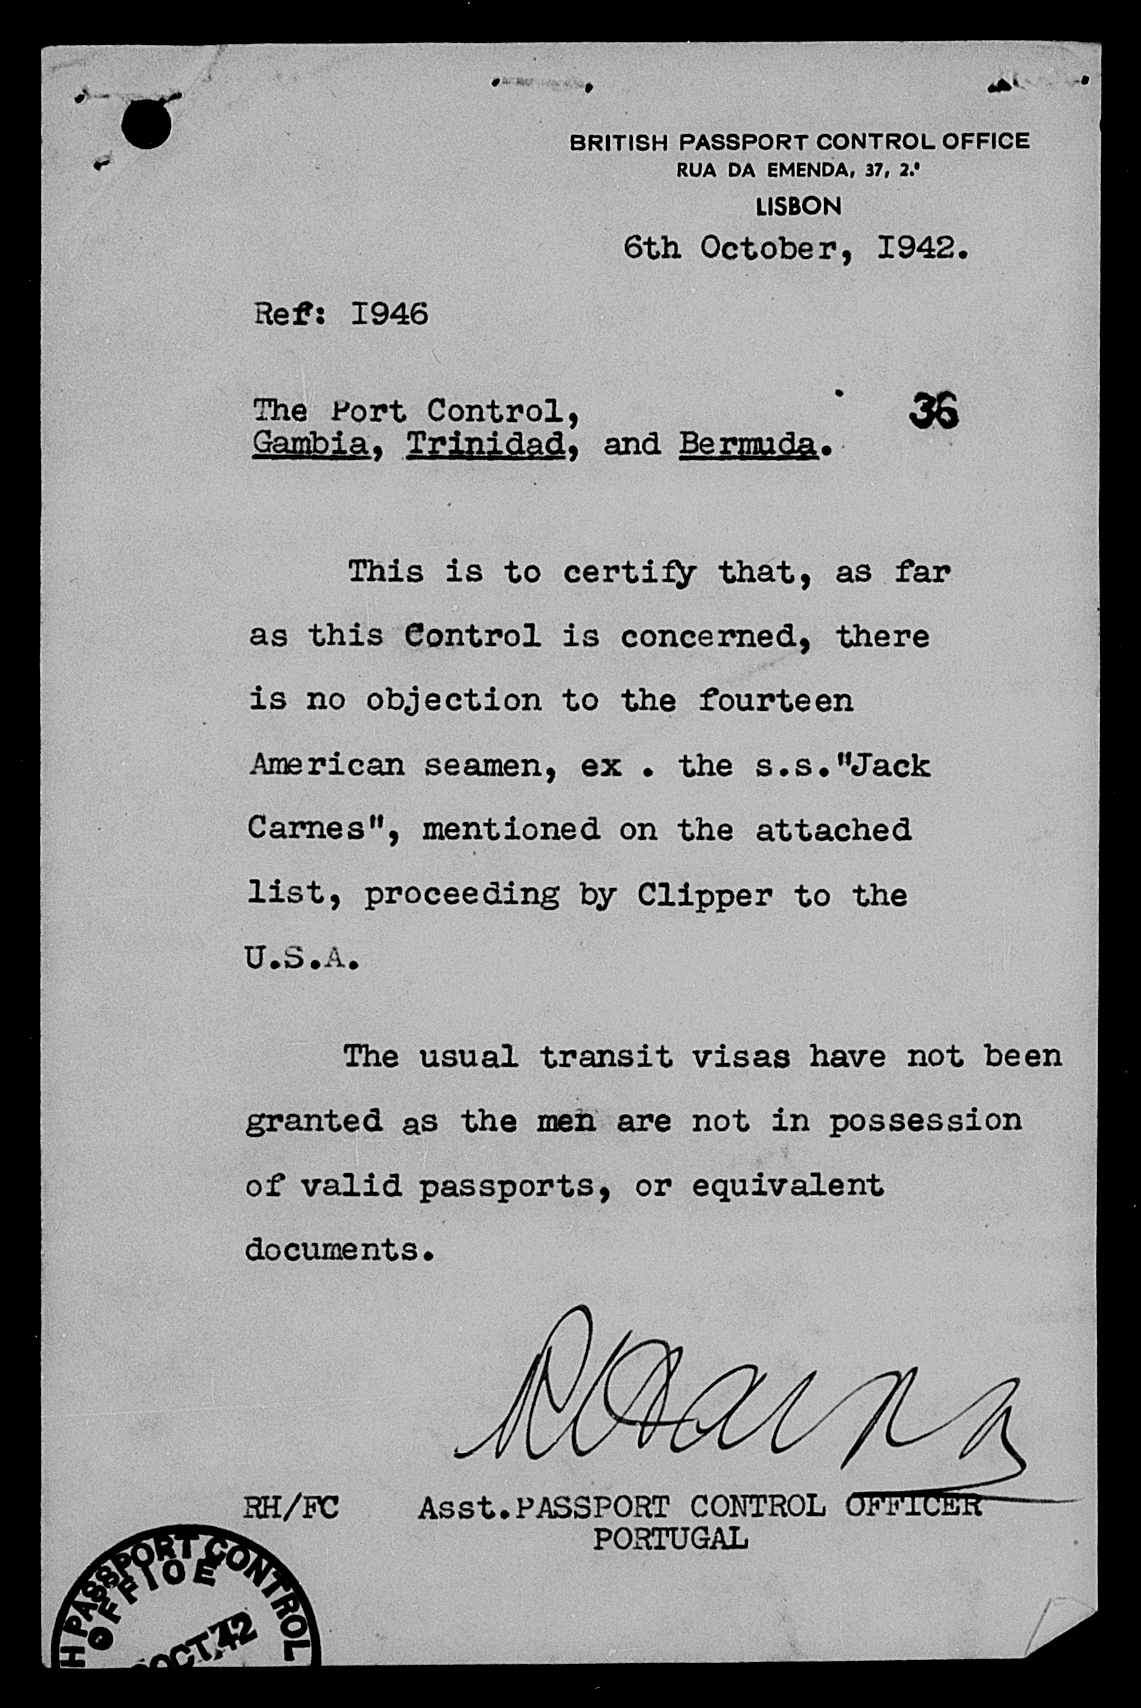 BRITISH PASSPORT CONTROL OFFICE
RUA DA EMENDA, 37, 2.º
LISBON
6th October, I942.
Ref: I946
The Port Control,
36
Gambia, Trinidad, and Bermuda.
This is to certify that, as far
as this Control is concerned, there
is no objection to the fourteen
American seamen, ex . the s.s."Jack
Carnes", mentioned on the attached
list, proceeding by Clipper to the
U.S.A.
The usual transit visas have not been
granted as the men are not in possession
of valid passports, or equivalent
documents.
RH/FC Asst.PASSPORT CONTROL OFFICER
PORTUGAL
H PASSPORT CONTROL
OFFICE
OCT 42